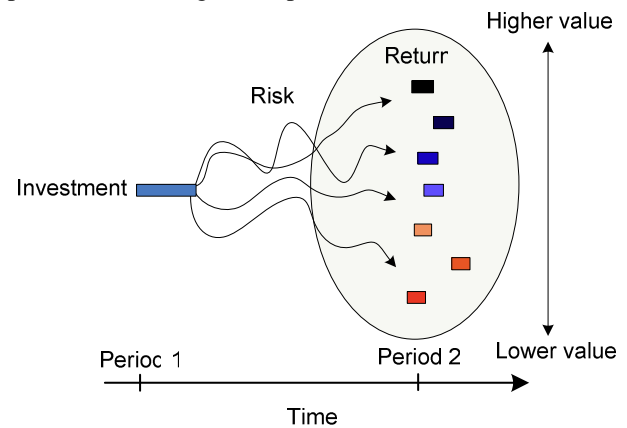 Higher value
Returr
Risk
Investment
Lower value
Perioc 1
Period 2
Time